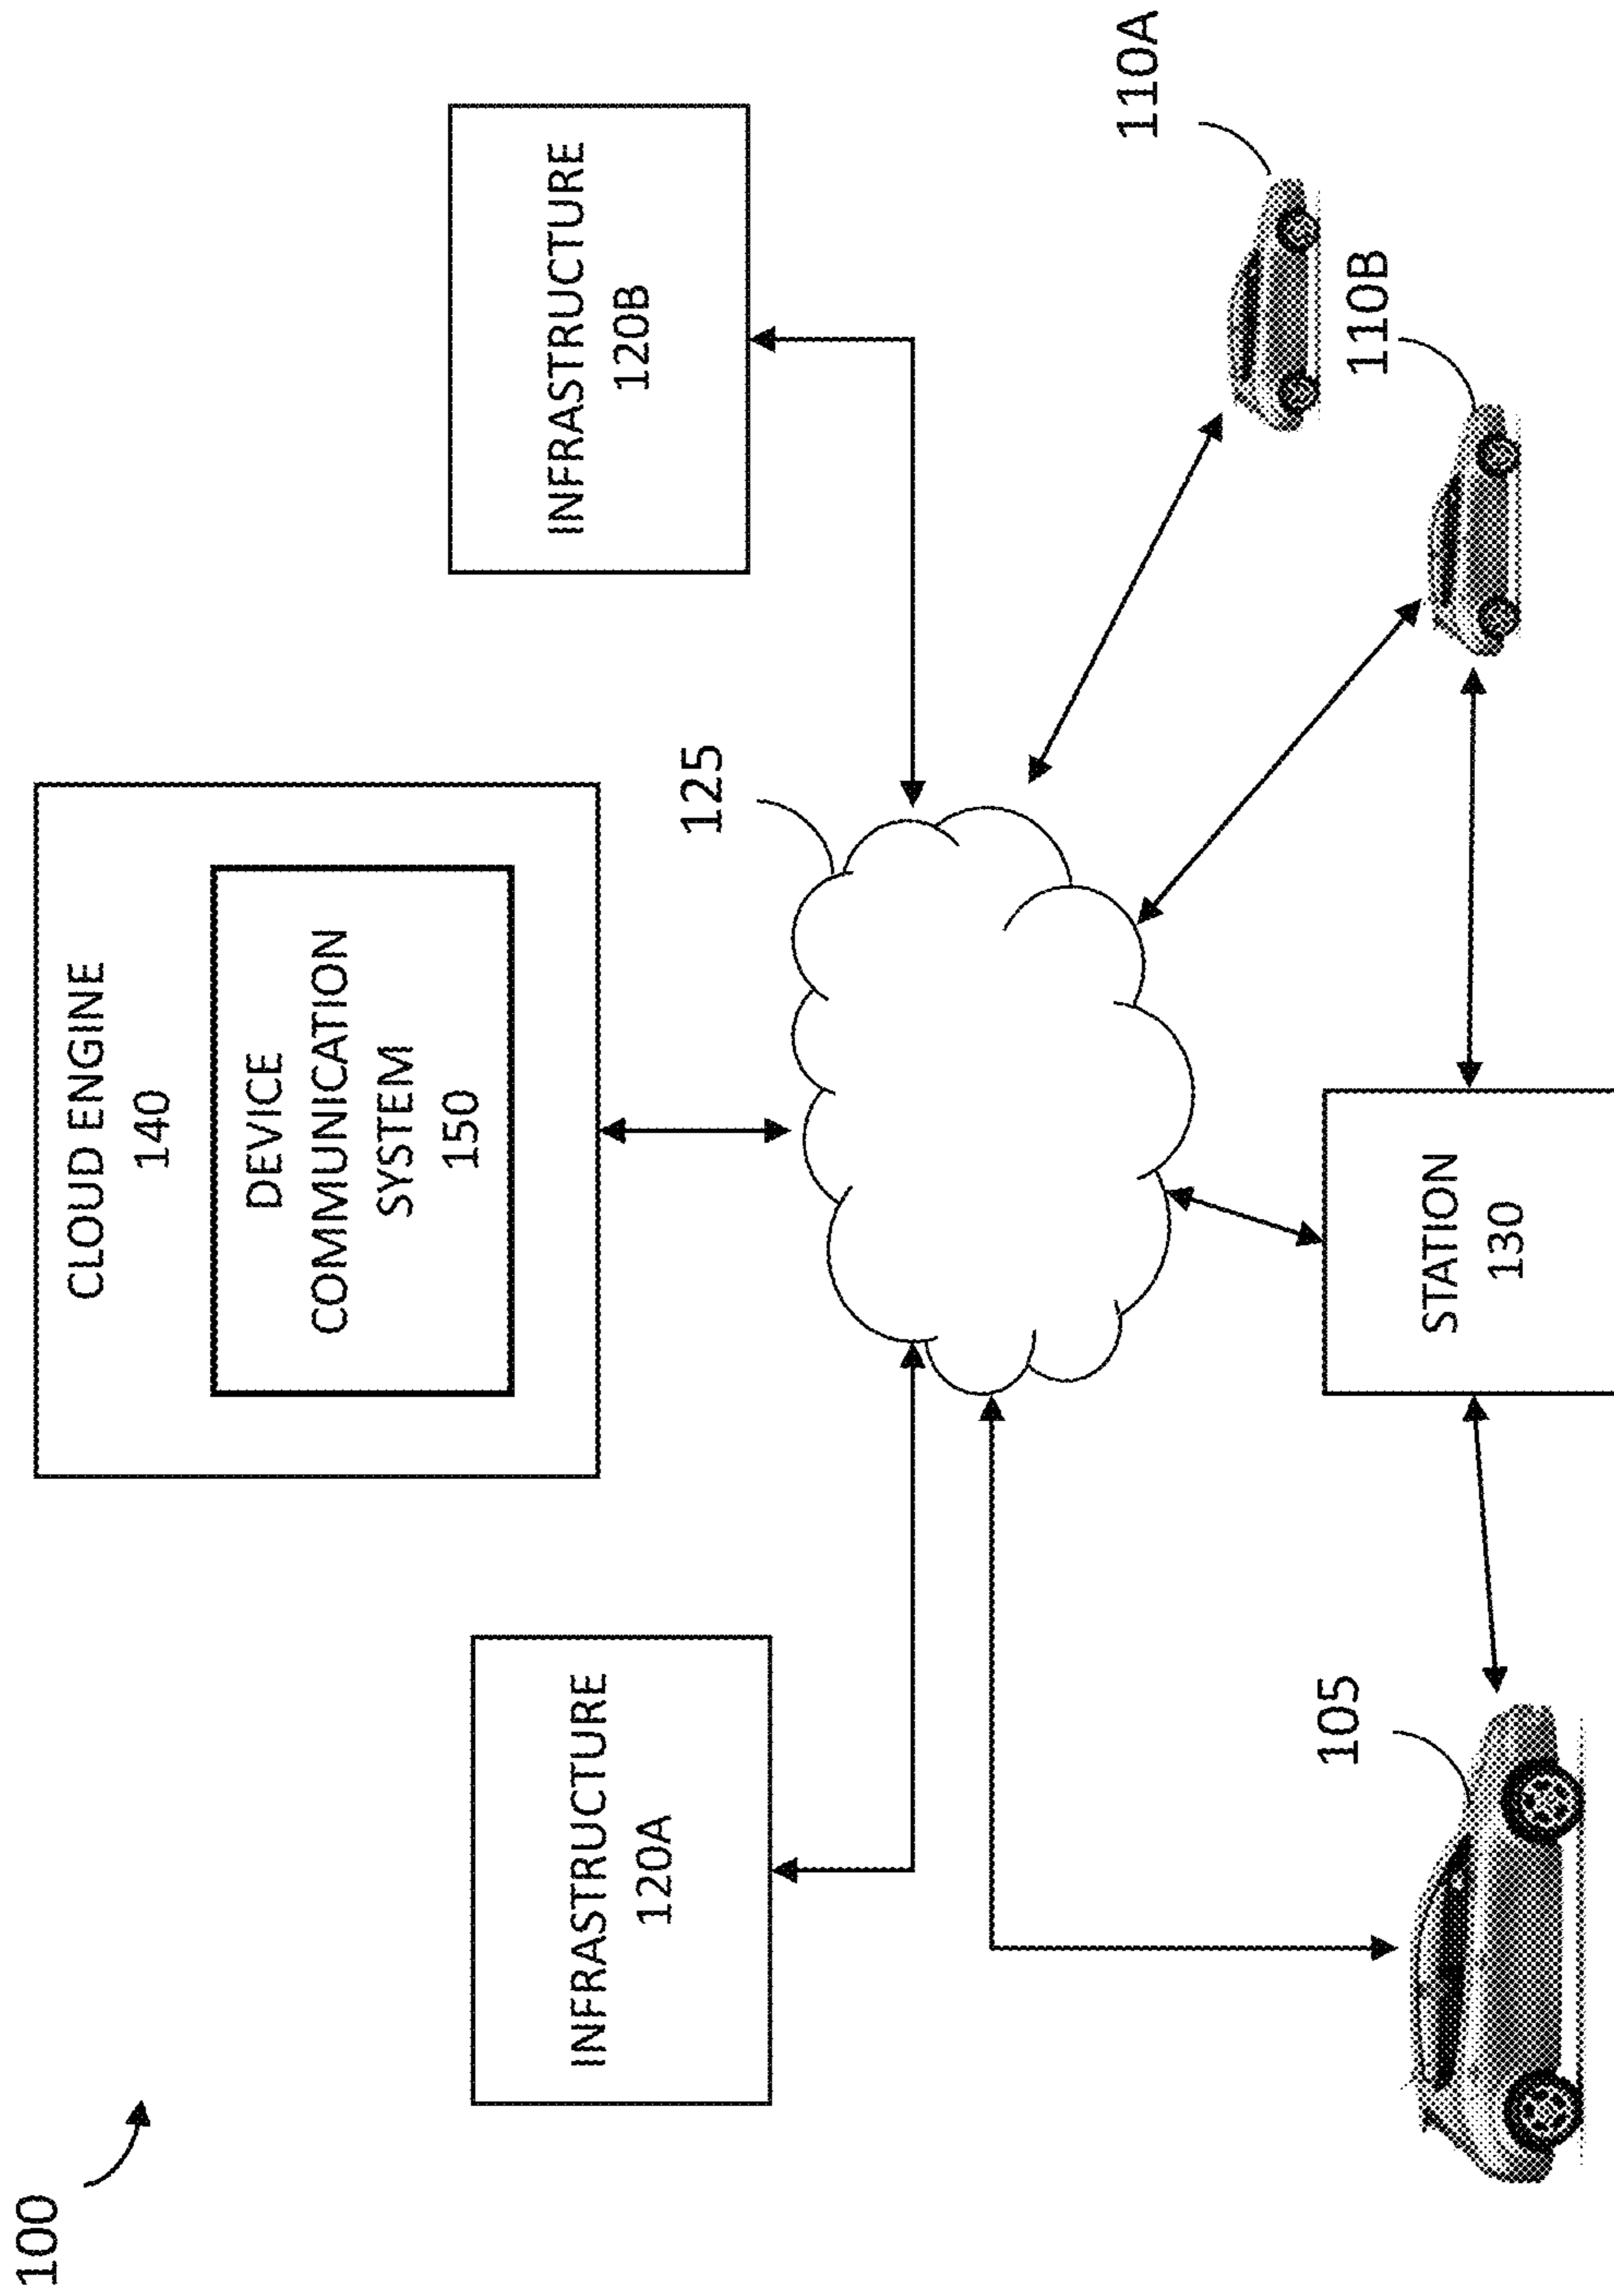 100
CLOUD ENGINE
140
DEVICE
COMMUNICATION
SYSTEM
150
INFRASTRUCTURE
120A
INFRASTRUCTURE
120B
125
105
STATION
130
110A
110B